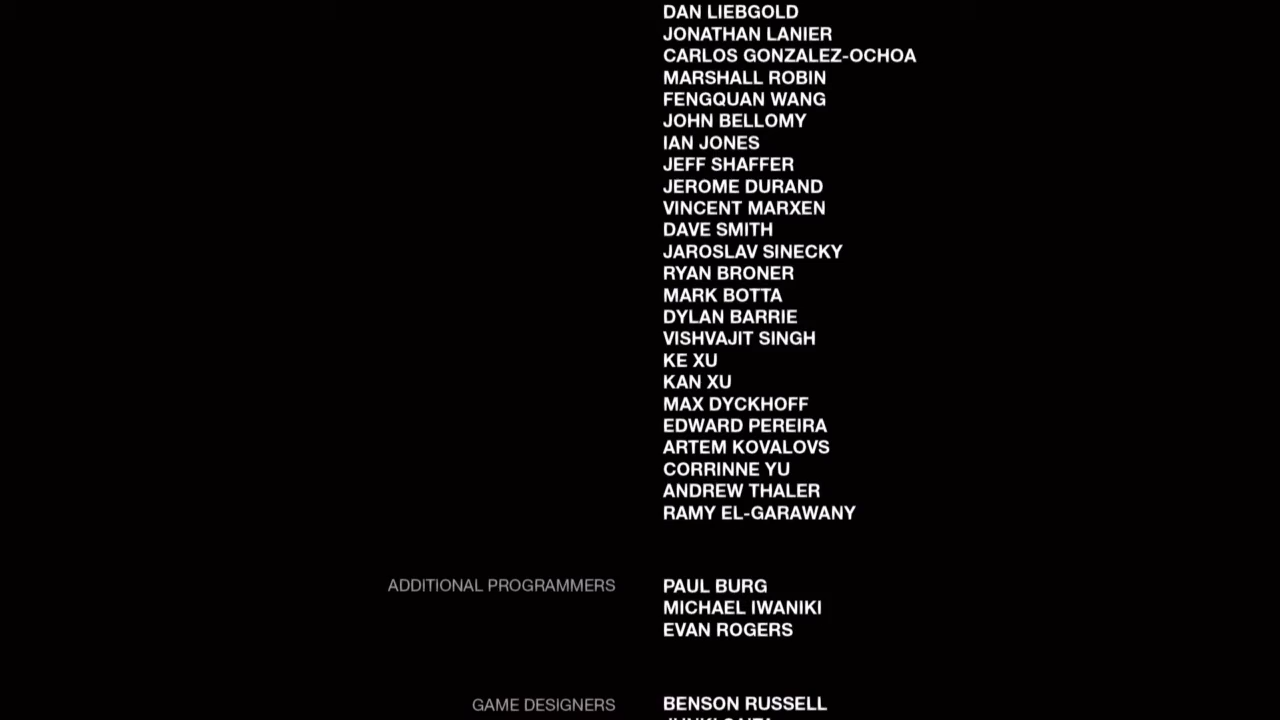 DAN LIEBGOLD
JONATHAN LANIER
CARLOS GONZALEZ-OCHOA
MARSHALL ROBIN
FENGQUAN WANG
JOHN BELLOMY
IAN JONES
JEFF SHAFFER
JEROME DURAND
VINCENT MARXEN
DAVE SMITH
JAROSLAV SINECKY
RYAN BRONER
MARK BOTTA
DYLAN BARRIE
VISHVAJIT SINGH
KE XU
KAN XU
MAX DYCKHOFF
EDWARD PEREIRA
ARTEM KOVALOVS
CORRINNE YU
ANDREW THALER
RAMY EL-GARAWANY
ADDITIONAL PROGRAMMERS PAUL BURG
MICHAEL IWANIKI
EVAN ROGERS
GAME DESIGNERS BENSON RUSSELL